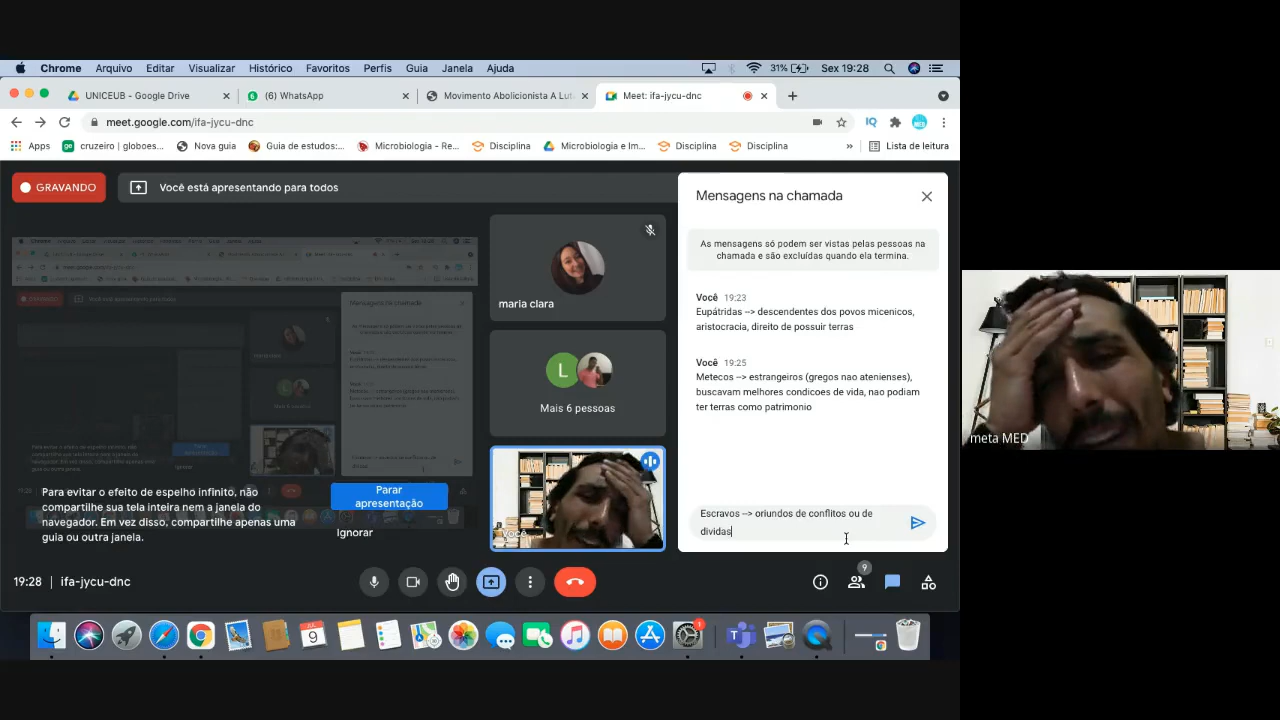 Chrome Arquivo Editar Visualizar Histórico Favoritos Perfis Guia Janela Ajuda 31% Sex 19:28
UNICEUB - Google Drive (6) WhatsApp Movimento Abolicionista A Lut Meet: ifa-jycu-dnc
meet.google.com/ifa-jycu-dnc
Apps cruzeiro | globoes... Nova guia Guia de estudos:... Microbiologia - Re... Disciplina Microbiologia e Im... Disciplina Disciplina » Lista de leitura
GRAVANDO Você está apresentando para todos
Mensagens na chamada
As mensagens só podem ser vistas pelas pessoas na
chamada e são excluídas quando ela termina.
Você 19:23
Eupátridas --> descendentes dos povos micenicos,
aristocracia, direito de possuir terras
Você 19:25
Metecos --> estrangeiros (gregos nao atenienses),
buscavam melhores condicoes de vida, nao podiam
ter terras como patrimonio
Escravos --> oriundos de conflitos ou de
dividas
maria clara
L
Mais 6 pessoas
Você
Para evitar o efeito de espelho infinito, não
compartilhe sua tela inteira nem a janela do
navegador. Em vez disso, compartilhe apenas uma
guia ou outra janela.
Parar
apresentação
Ignorar
19:28 | ifa-jycu-dnc
9
JUL
9
1
meta MED